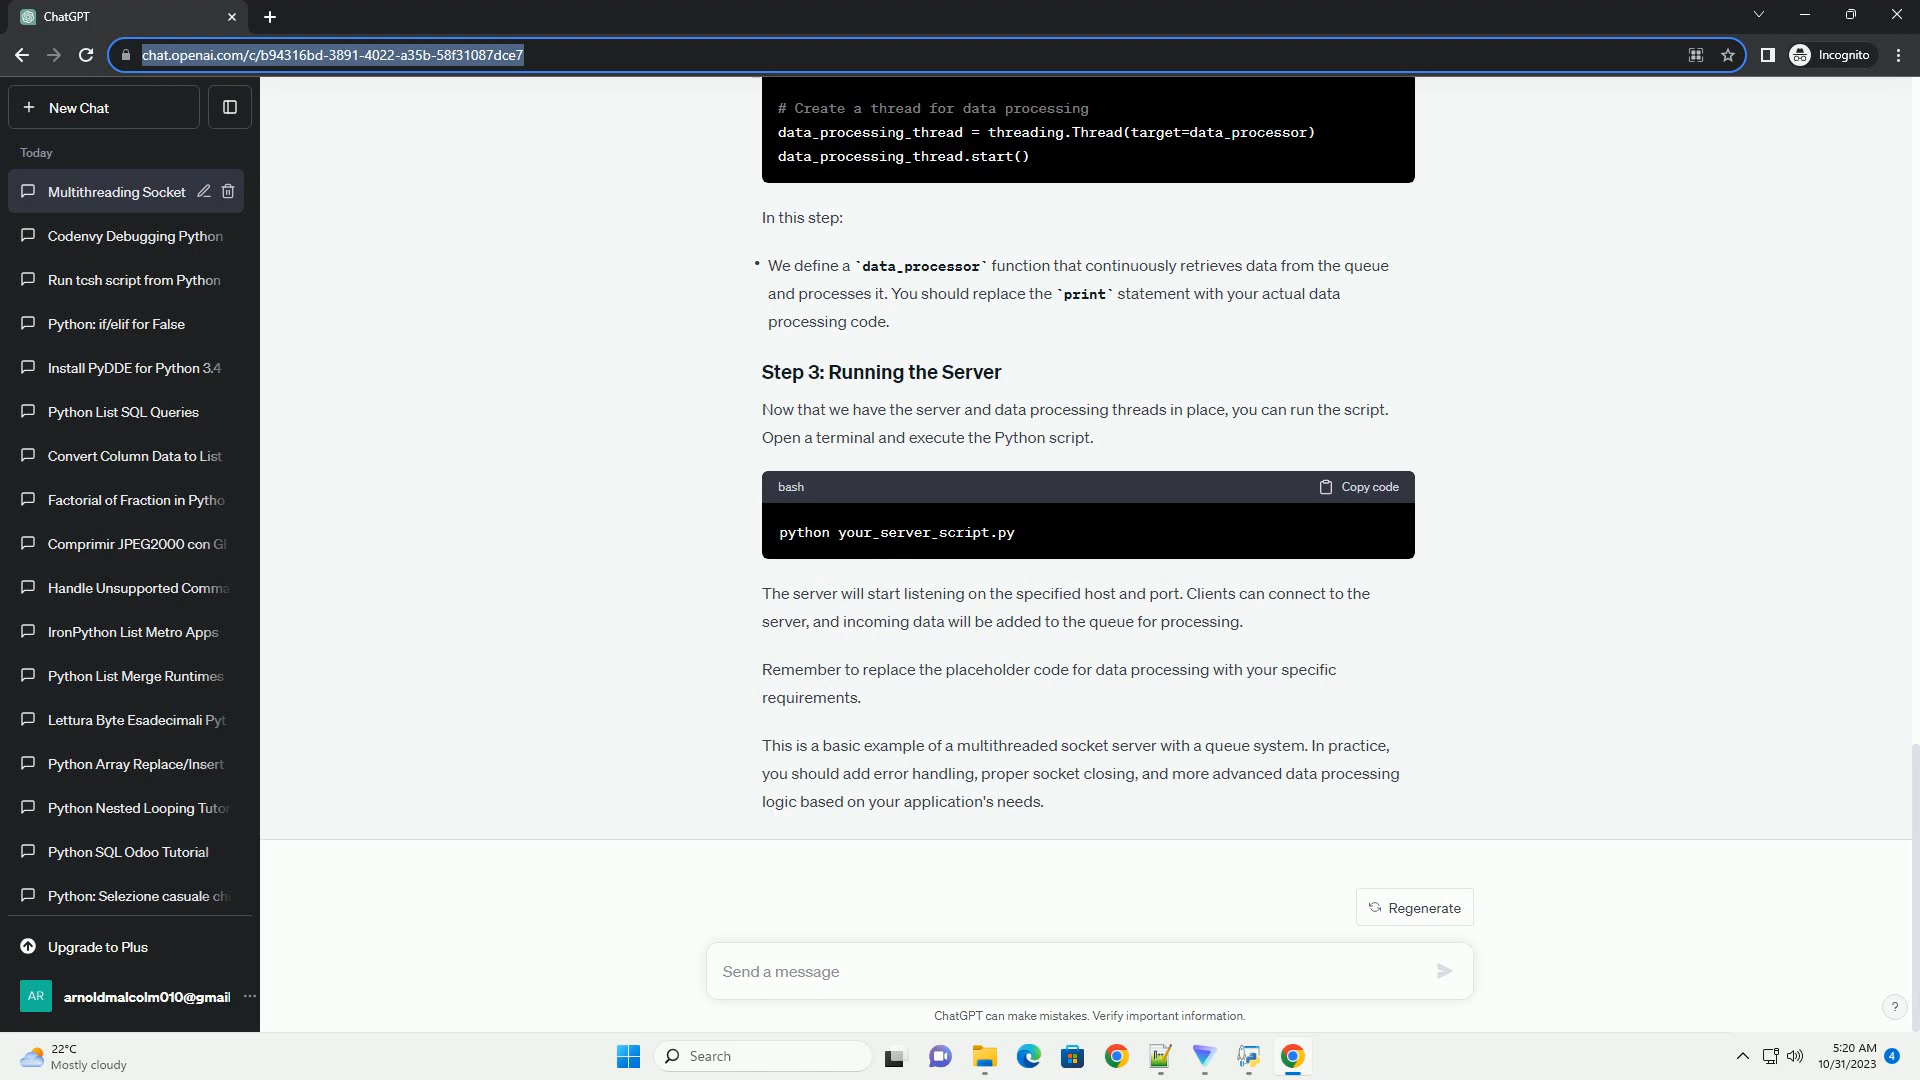 ChatGPT
chat.openai.com/c/b94316bd-3891-4022-a35b-58f31087dce7
Incognito
New Chat
Today
Multithreading Socket
Codenvy Debugging Python
Run tcsh script from Python
Python: if/elif for False
Install PyDDE for Python 3.4
Python List SQL Queries
Convert Column Data to List
Factorial of Fraction in Pytho
Comprimir JPEG2000 con Gl
Handle Unsupported Comma
IronPython List Metro Apps
Python List Merge Runtimes
Lettura Byte Esadecimali Pyt
Python Array Replace/Insert
Python Nested Looping Tutor
Python SQL Odoo Tutorial
Python: Selezione casuale ch
Upgrade to Plus
AR
arnoldmalcolm010@gmail
# Create a thread for data processing
data_processing_thread = threading.Thread(target=data_processor)
data_processing_thread.start()
In this step:
• We define a `data_processor` function that continuously retrieves data from the queue
and processes it. You should replace the `print` statement with your actual data
processing code.
Step 3: Running the Server
Now that we have the server and data processing threads in place, you can run the script.
Open a terminal and execute the Python script.
bash
Copy code
python your_server_script.py
The server will start listening on the specified host and port. Clients can connect to the
server, and incoming data will be added to the queue for processing.
Remember to replace the placeholder code for data processing with your specific
requirements.
This is a basic example of a multithreaded socket server with a queue system. In practice,
you should add error handling, proper socket closing, and more advanced data processing
logic based on your application's needs.
Regenerate
Send a message
ChatGPT can make mistakes. Verify important information.
?
22°C
Mostly cloudy
Search
5:20 AM
10/31/2023
4